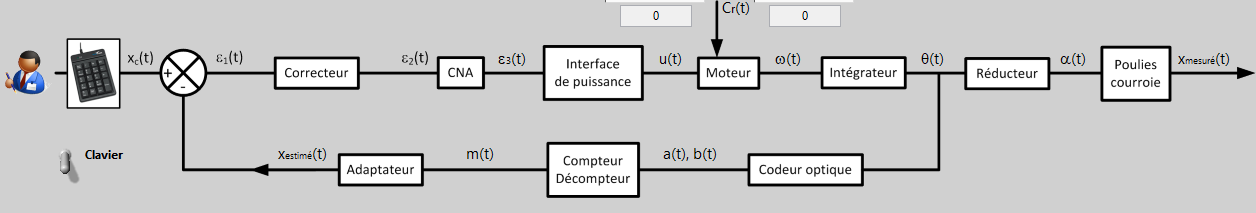 0
Cr(t)
0
xc(t)
+
-
ε1(t)
Correcteur
ε2(t)
CNA
ε3(t)
Interface
de puissance
u(t)
Moteur
ω(t)
Intégrateur
θ(t)
Réducteur
α(t)
Poulies
courroie
xmesuré(t)
Clavier
xestimé(t)
Adaptateur
m(t)
Compteur
Décompteur
a(t), b(t)
Codeur optique